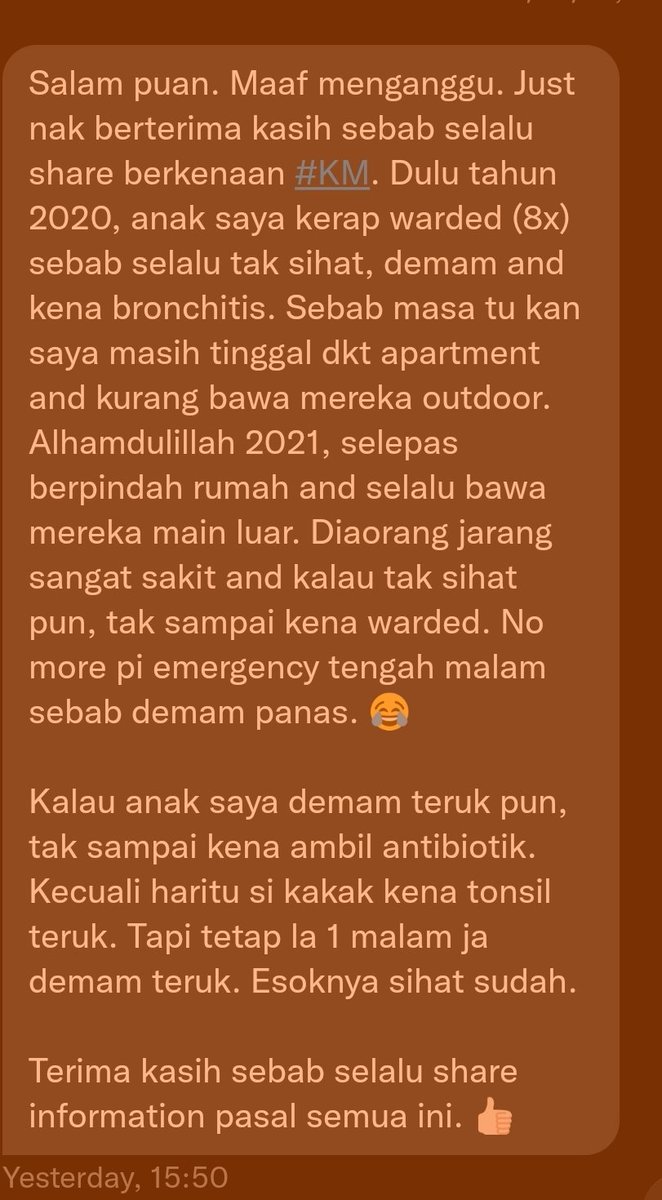 Salam puan. Maaf menganggu. Just
nak berterima kasih sebab selalu
share berkenaan #KM. Dulu tahun
2020, anak saya kerap warded (8x)
sebab selalu tak sihat, demam and
kena bronchitis. Sebab masa tu kan
saya masih tinggal dkt apartment
and kurang bawa mereka outdoor.
Alhamdulillah 2021, selepas
berpindah rumah and selalu bawa
mereka main luar. Diaorang jarang
sangat sakit and kalau tak sihat
pun, tak sampai kena warded. No
more pi emergency tengah malam
sebab demam panas. 😂
Kalau anak saya demam teruk pun,
tak sampai kena ambil antibiotik.
Kecuali haritu si kakak kena tonsil
teruk. Tapi tetap la 1 malam ja
demam teruk. Esoknya sihat sudah.
Terima kasih sebab selalu share
information pasal semua ini. 👍
Yesterday, 15:50